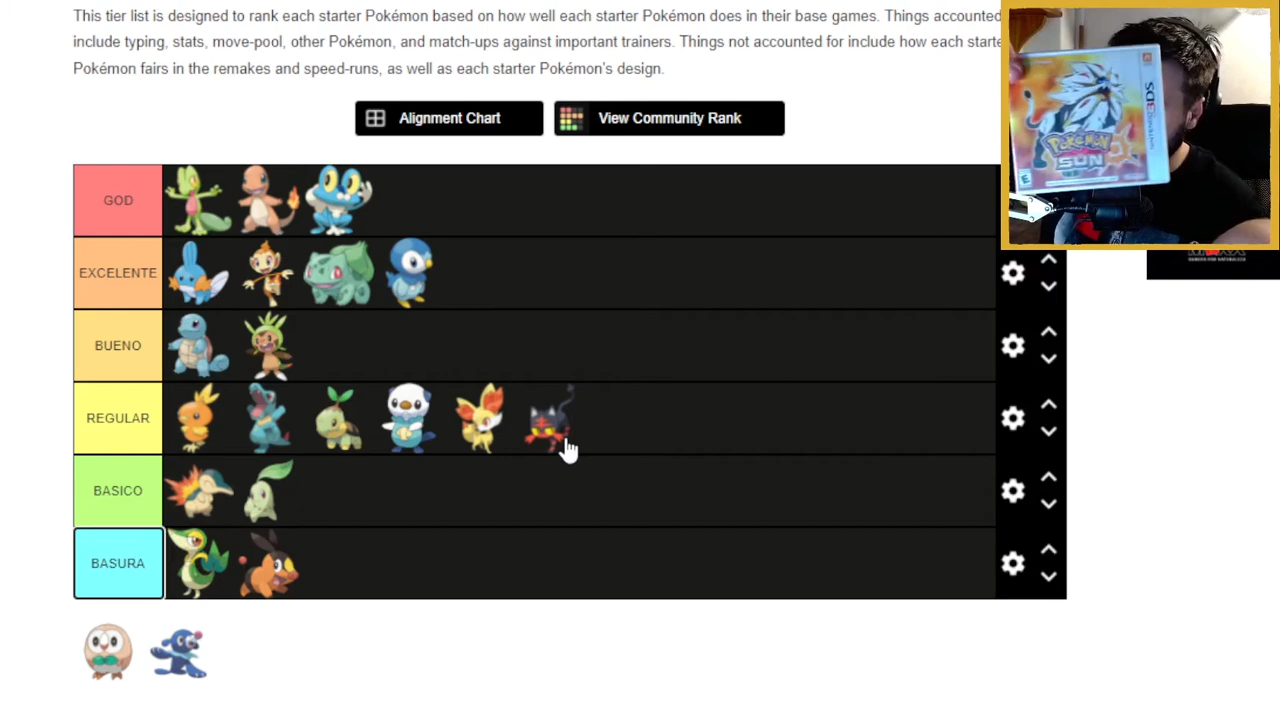 This tier list is designed to rank each starter Pokémon based on how well each starter Pokémon does in their base games. Things accounted
include typing, stats, move-pool, other Pokémon, and match-ups against important trainers. Things not accounted for include how each starte
Pokémon fairs in the remakes and speed-runs, as well as each starter Pokémon's design.
Alignment Chart
View Community Rank
NINTENDO 3DS
POKÉMON
SUN
E
GOD
EXCELENTE
BUENO
REGULAR
BASICO
BASURA